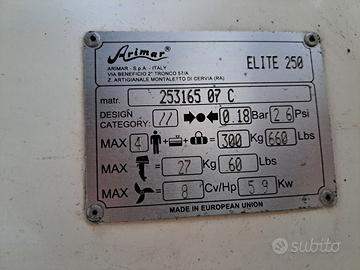 Arimar ®
ELITE 250
ARIMAR - S.p.A. - ITALY
VIA BENEFICIO 2° TRONCO 57/A
Z. ARTIGIANALE MONTALETTO DI CERVIA (RA)
matr. 253165 07 C
DESIGN CATEGORY: // 0.18 Bar 2.6 Psi
MAX 4 + + = 300 Kg 660 Lbs
MAX 27 Kg 60 Lbs
MAX 8 Cv/Hp 5.9 Kw
MADE IN EUROPEAN UNION
subito